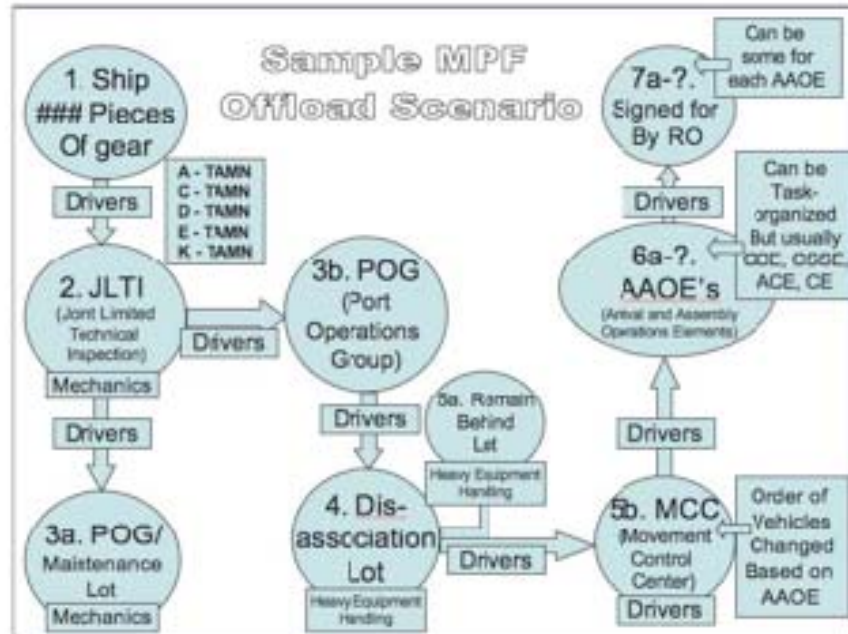 Sample MPF
Offload Scenario
1. Ship
### Pieces
Of gear
A - TAMN
C - TAMN
D - TAMN
E - TAMN
K - TAMN
Drivers
2. JLTI
(Joint Limited
Technical
Inspection)
Mechanics
Drivers
Drivers
3a. POG/
Maintenance
Lot
Mechanics
3b. POG
(Port
Operations
Group)
Drivers
4. Dis-
association
Lot
Heavy Equipment
Handling
5a. Remain
Behind
Lot
Heavy Equipment
Handling
Drivers
5b. MCC
(Movement
Control
Center)
Drivers
Order of
Vehicles
Changed
Based on
AAOE
Drivers
6a-?.
AAOE's
(Arrival and Assembly
Operations Elements)
Can be
Task-
organized
But usually
ACE, CE
Drivers
7a-?.
Signed for
By RO
Can be
some for
each AAOE